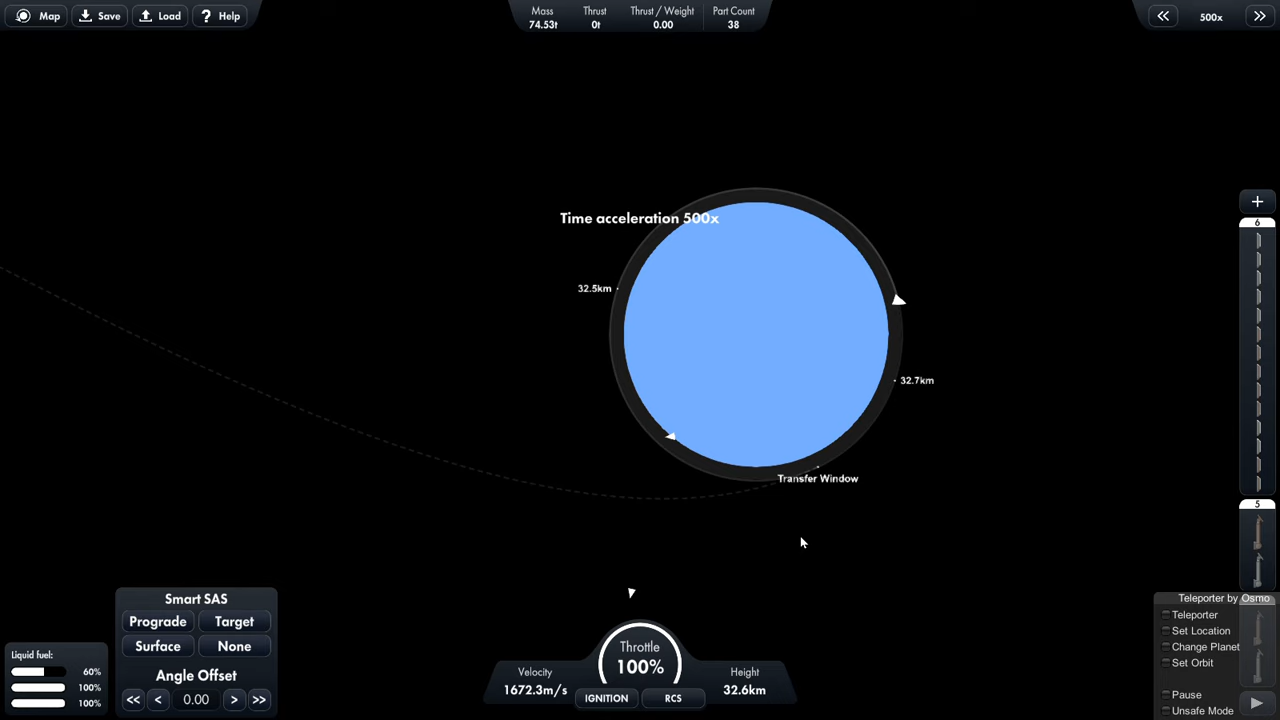 Map
Save
Load
Help
Mass
74.53t
Thrust
0t
Thrust / Weight
0.00
Part Count
38
500x
Time acceleration 500x
32.5km
32.7km
Transfer Window
6
5
Smart SAS
Prograde
Target
Surface
None
Angle Offset
<<
<
0.00
>
>>
Liquid fuel:
60%
100%
100%
Throttle
100%
Velocity
1672.3m/s
Height
32.6km
IGNITION
RCS
Teleporter by Osmo
Teleporter
Set Location
Change Planet
Set Orbit
Pause
Unsafe Mode